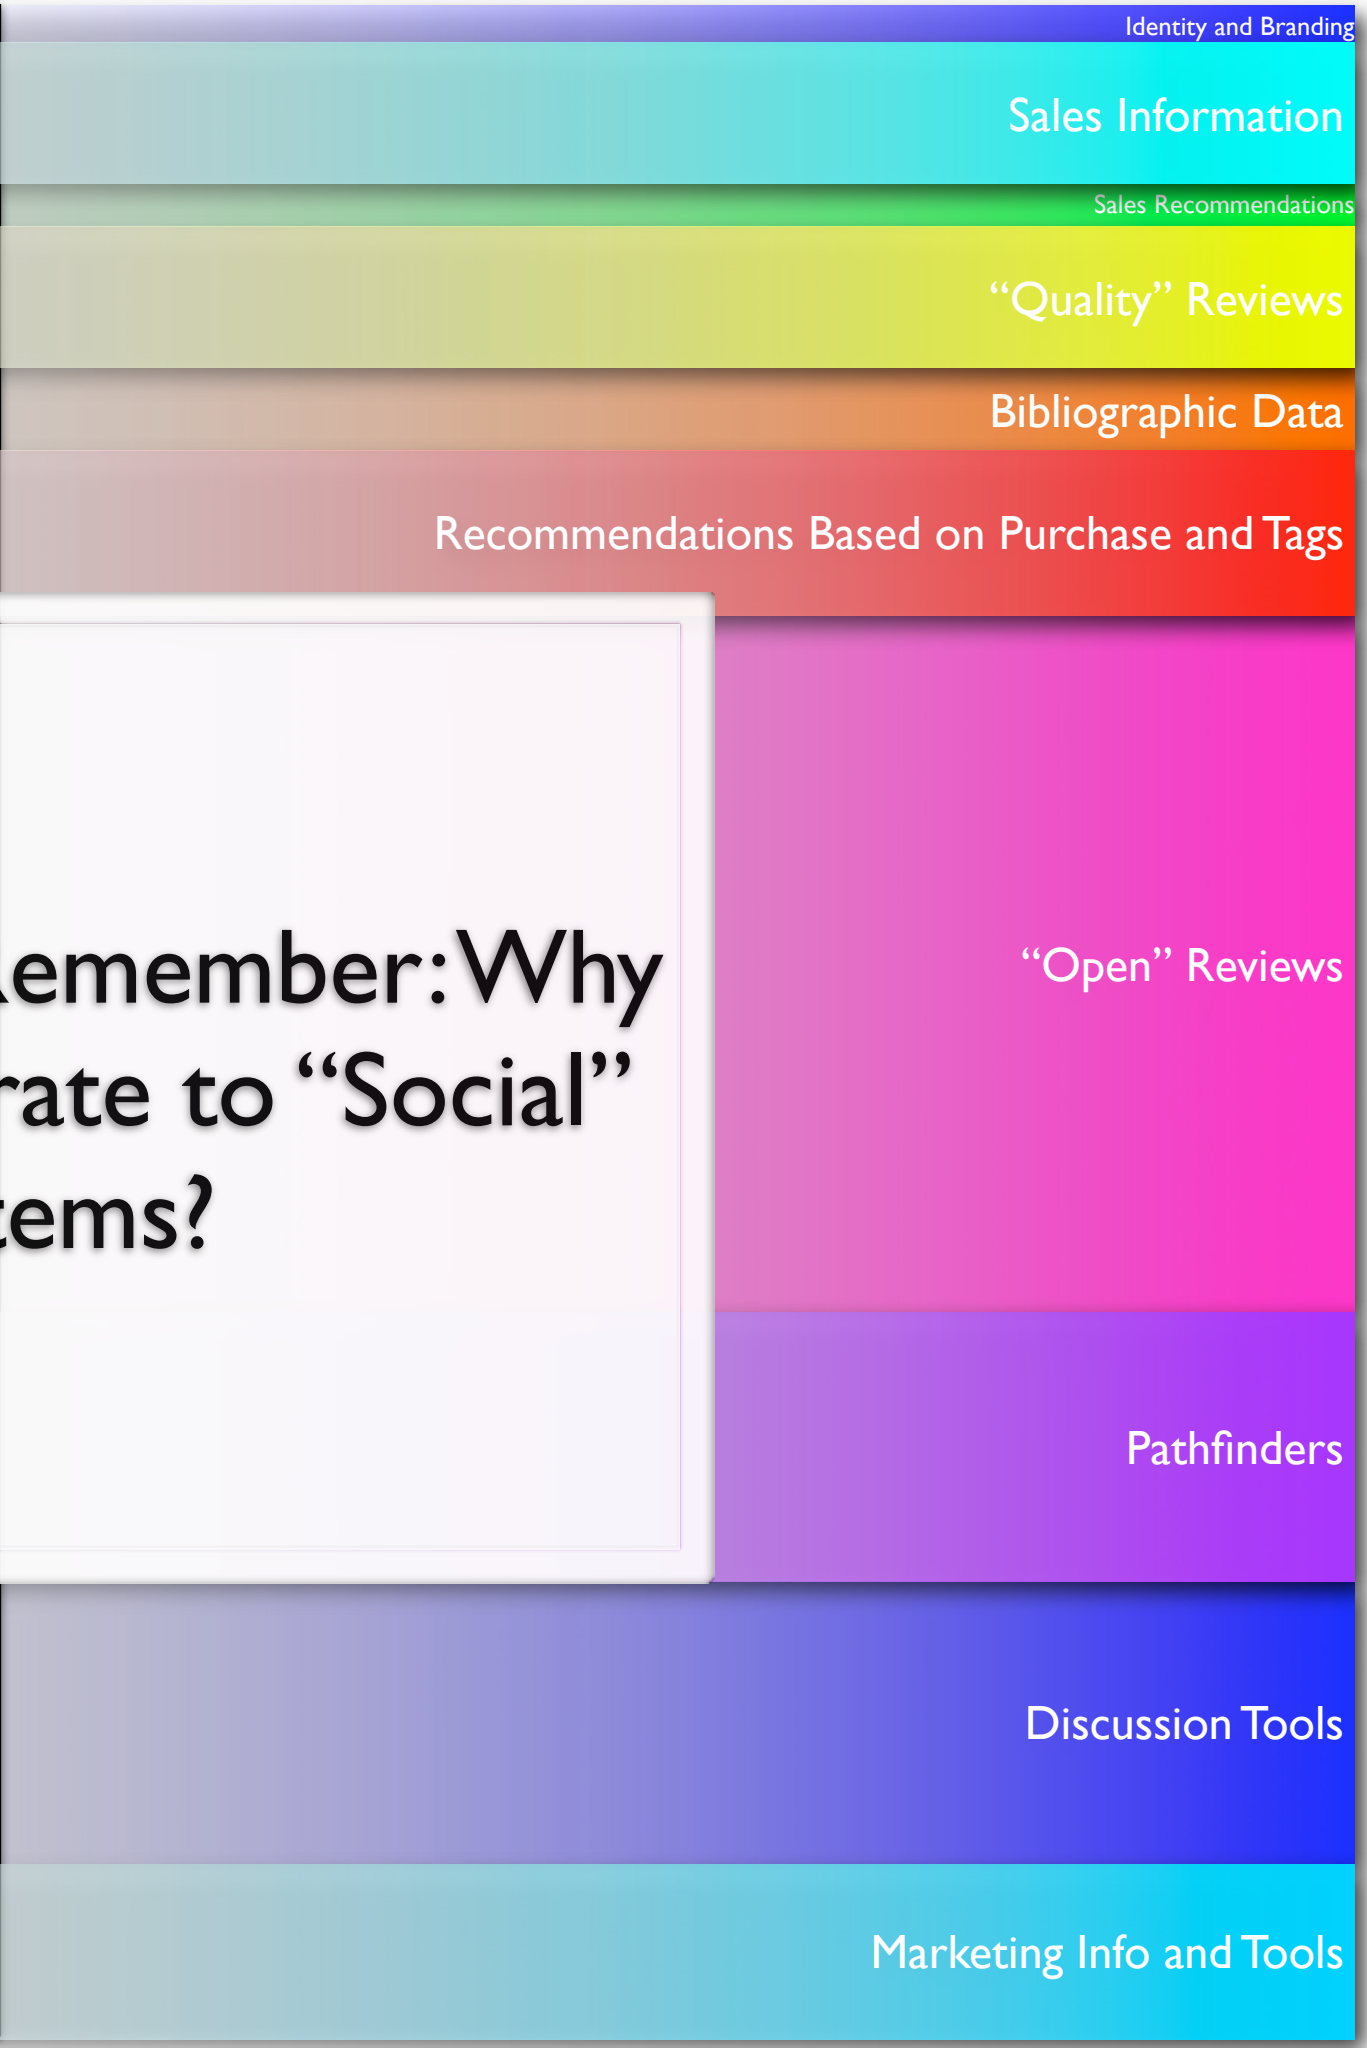 Identity and Branding
Sales Information
Sales Recommendations
“Quality” Reviews
Bibliographic Data
Recommendations Based on Purchase and Tags
emember: Why
rate to “Social”
tems?
“Open” Reviews
Pathfinders
Discussion Tools
Marketing Info and Tools